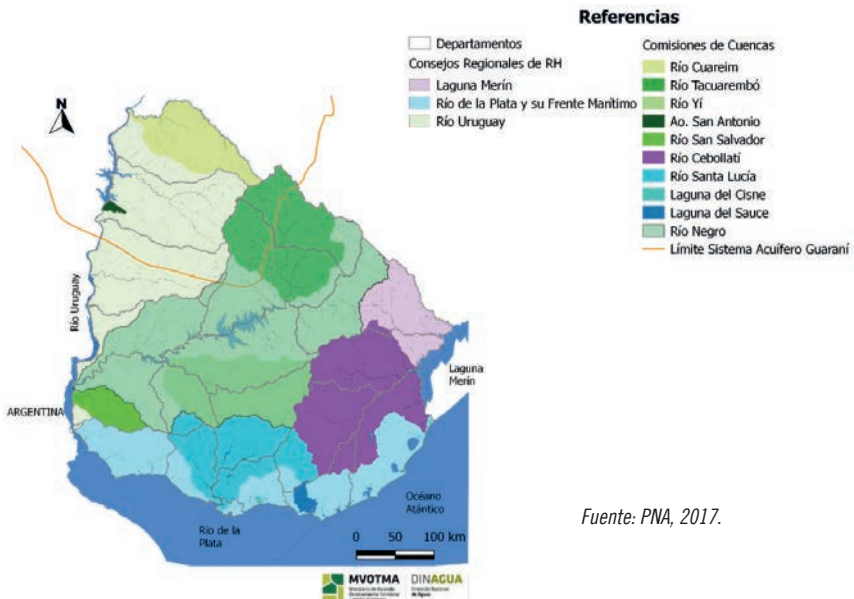 Referencias
Departamentos
Consejos Regionales de RH
Laguna Merín
Río de la Plata y su Frente Marítimo
Río Uruguay
Comisiones de Cuencas
Río Cuareim
Río Tacuarembó
Río Yí
Ao. San Antonio
Río San Salvador
Río Cebollatí
Río Santa Lucía
Laguna del Cisne
Laguna del Sauce
Río Negro
Límite Sistema Acuífero Guaraní
N
Río Uruguay
Laguna
Merín
ARGENTINA
Océano
Atántico
Río de la
Plata
0 50 100 km
Fuente: PNA, 2017.
MVOTMA
DINAGUA